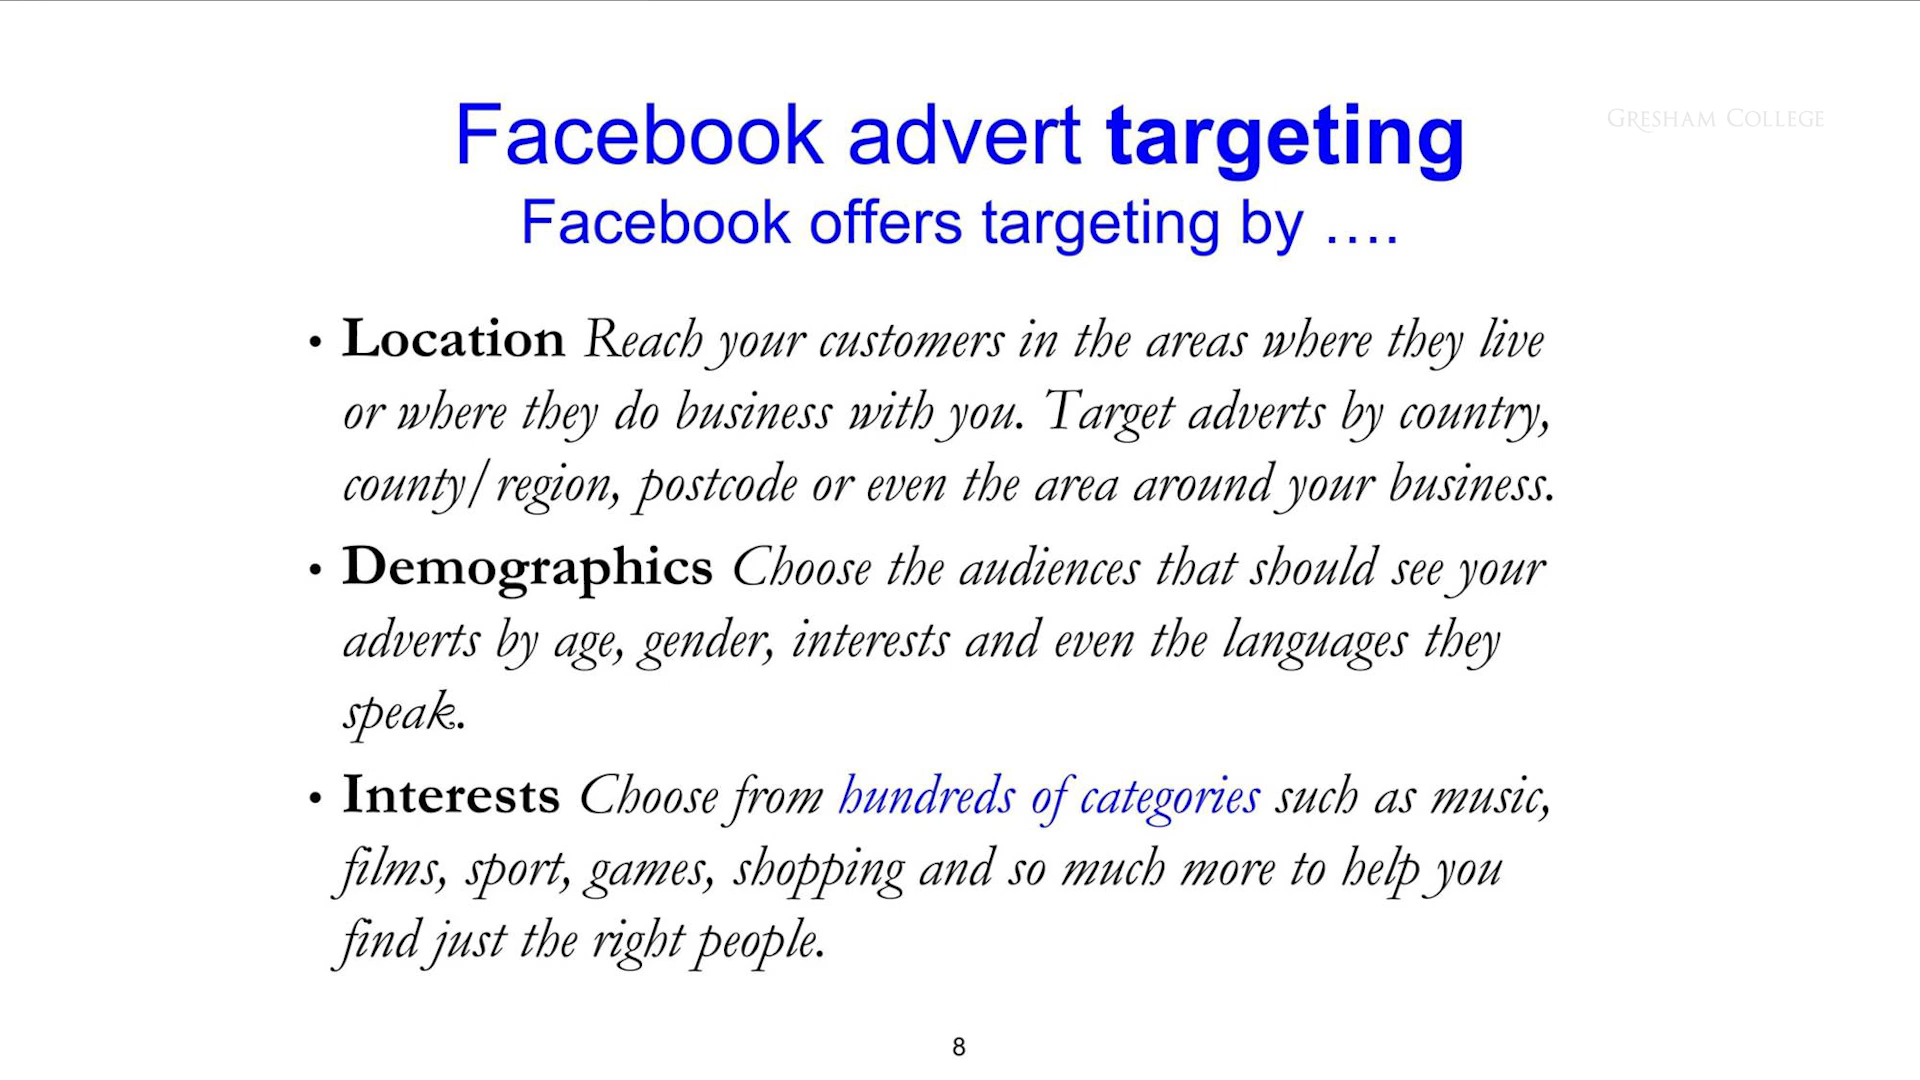 Facebook advert targeting
GRESHAM COLLEGE
Facebook offers targeting by ....
• Location Reach your customers in the areas where they live
or where they do business with you. Target adverts by country,
county/region, postcode or even the area around your business.
• Demographics Choose the audiences that should see your
adverts by age, gender, interests and even the languages they
speak.
• Interests Choose from hundreds of categories such as music,
films, sport, games, shopping and so much more to help you
find just the right people.
8